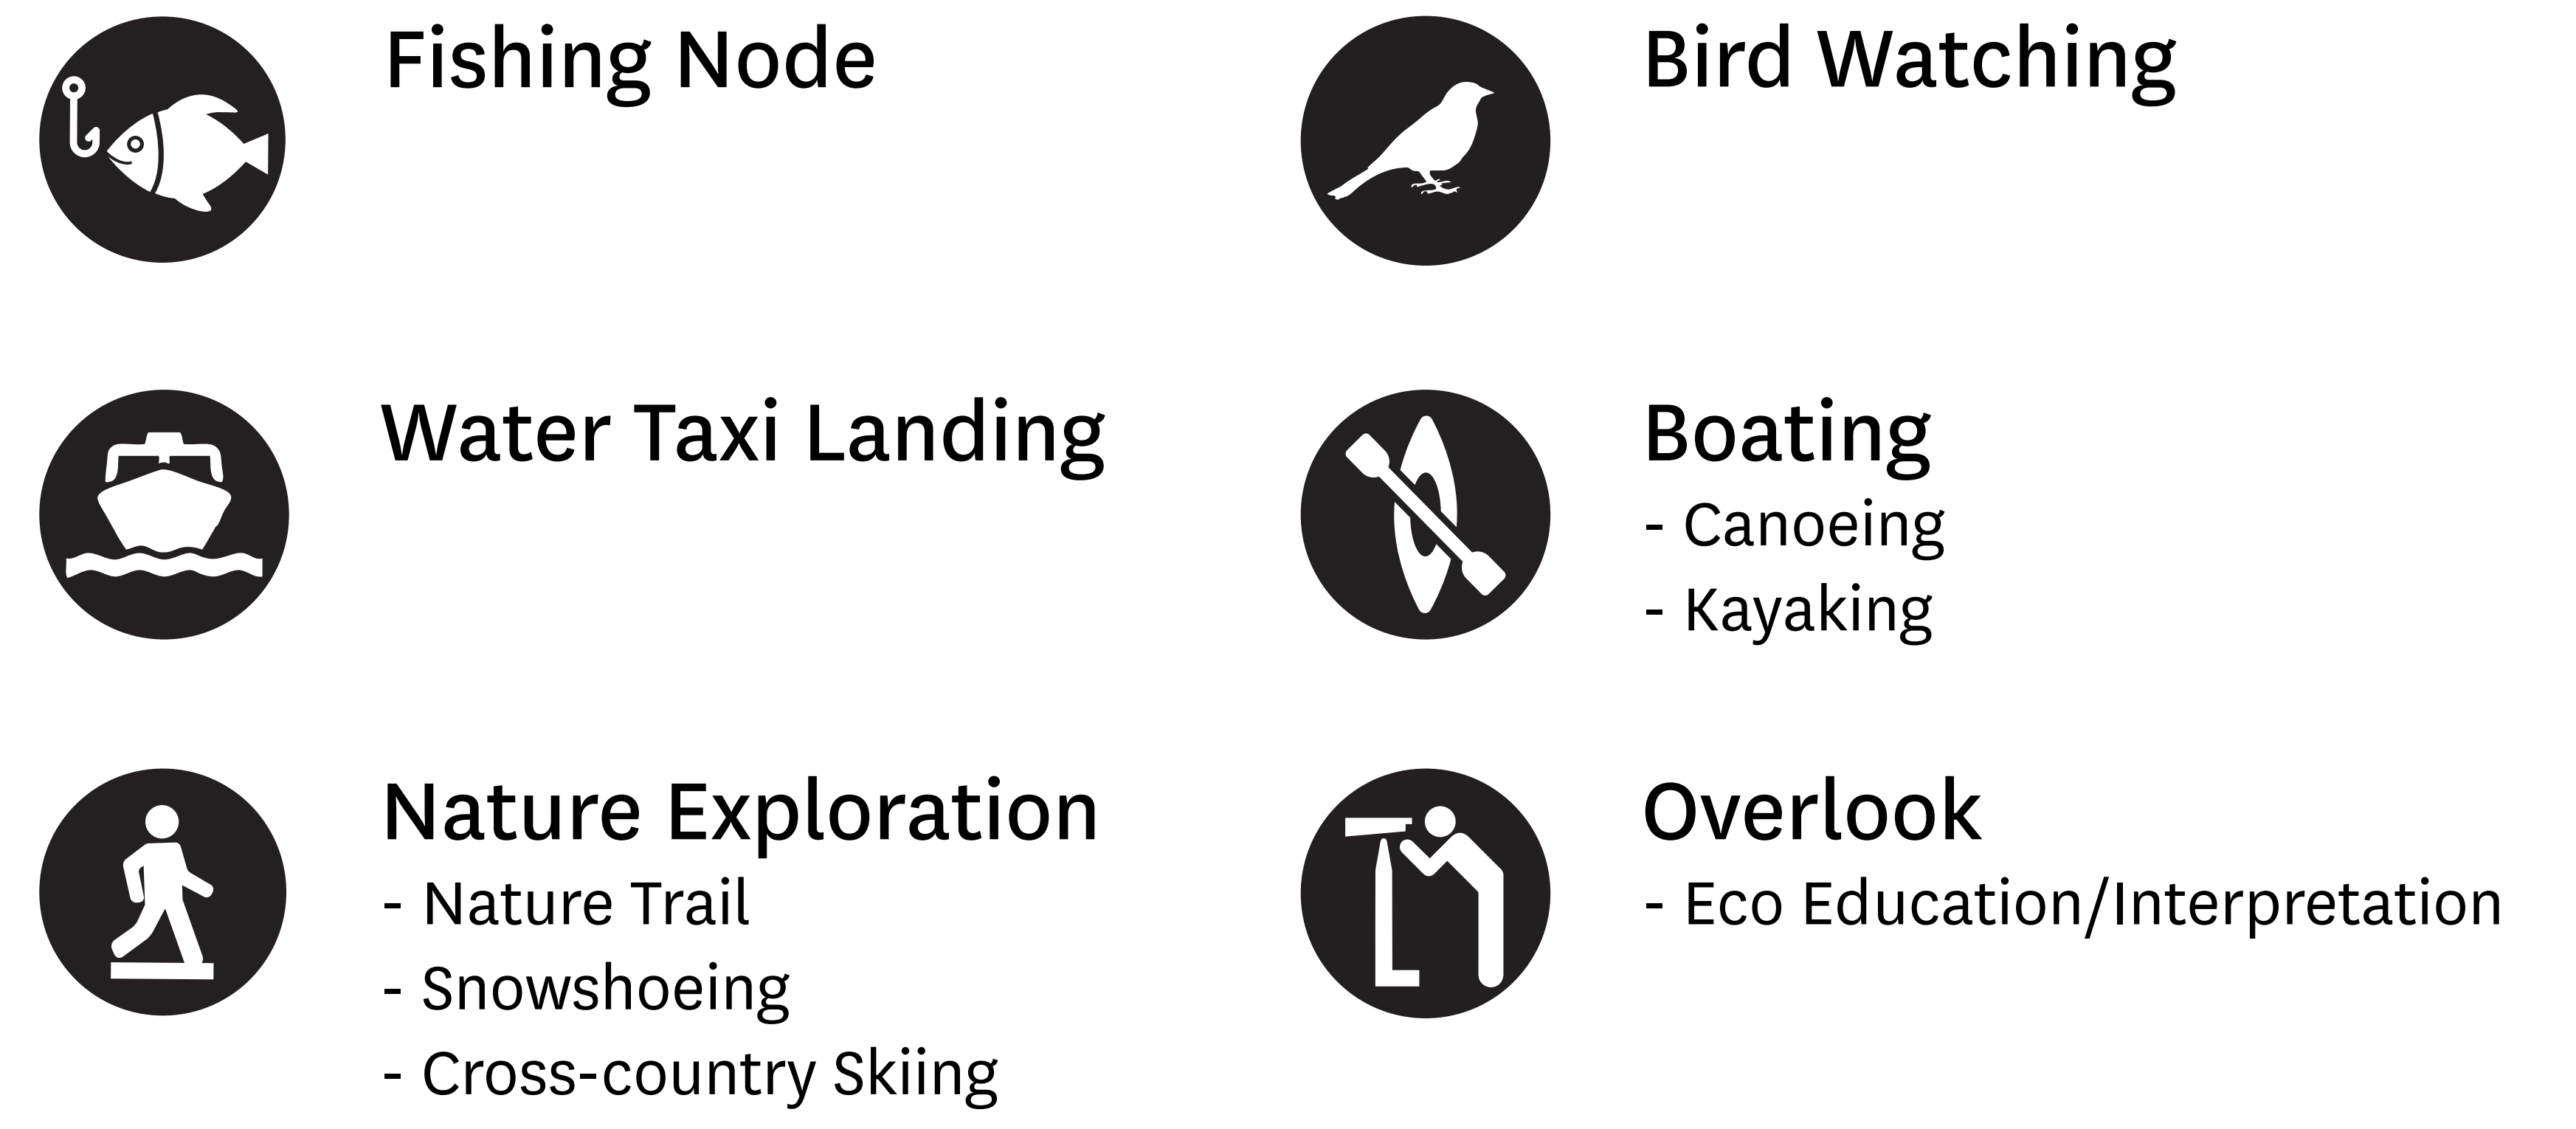 Fishing Node
Bird Watching
Water Taxi Landing
Boating
- Canoeing
- Kayaking
Nature Exploration
- Nature Trail
- Snowshoeing
- Cross-country Skiing
Overlook
- Eco Education/Interpretation